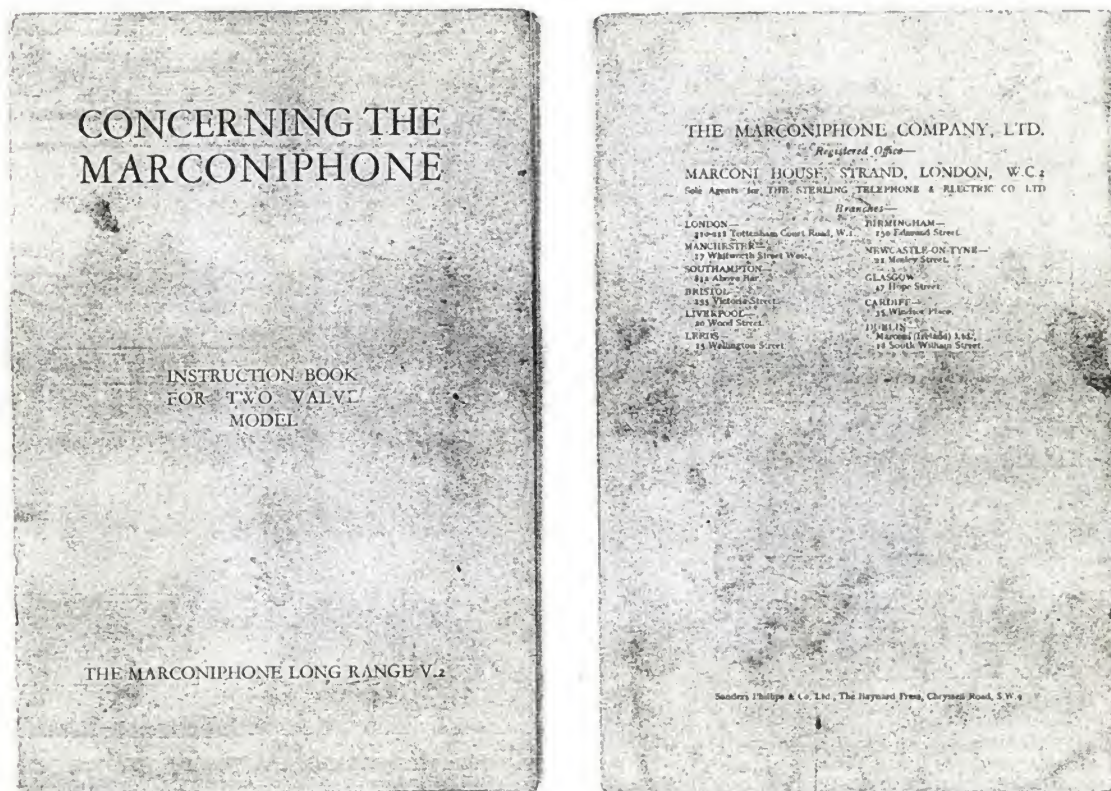 CONCERNING THE
MARCONIPHONE
INSTRUCTION BOOK
FOR TWO VALVE
MODEL
THE MARCONIPHONE LONG RANGE V.2
THE MARCONIPHONE COMPANY, LTD.
Registered Office—
MARCONI HOUSE, STRAND, LONDON, W.C.2
Sole Agents for THE STERLING TELEPHONE & ELECTRIC CO LTD
Branches—
LONDON—
Tottenham Court Road, W.1.
MANCHESTER—
Whitworth Street West.
SOUTHAMPTON—
Above Bar.
BRISTOL—
Victoria Street.
LIVERPOOL—
20 Wood Street.
LEEDS—
Wellington Street
BIRMINGHAM—
Edmund Street.
NEWCASTLE-ON-TYNE—
Mosley Street.
GLASGOW
47 Hope Street.
CARDIFF—
Windsor Place.
DUBLIN—
Marconi (Ireland) Ltd.,
South William Street.
Sanders Phillips & Co. Ltd., The Baynard Press, Chryssell Road, S.W.9